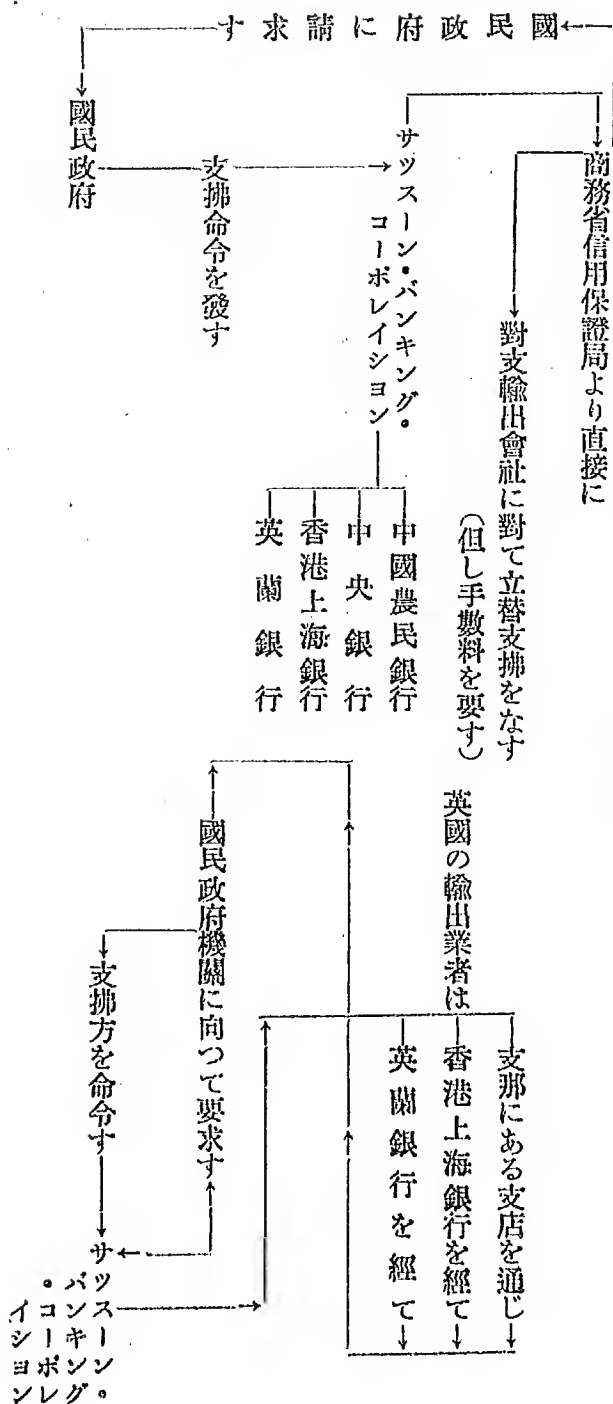 國民政府に請求す
商務省信用保證局より直接に
對支輸出會社に對て立替支拂をなす
(但し手數料を要す)
サッスーン・バンキング・
コーポレイション
中國農民銀行
中央銀行
香港上海銀行
英蘭銀行
支拂命令を發す
國民政府
英國の輸出業者は
支那にある支店を通じ
香港上海銀行を經て
英蘭銀行を經て
國民政府機關に向つて要求す
支拂方を命令す
サッスーン・
バンキング
・コーポレ
イション